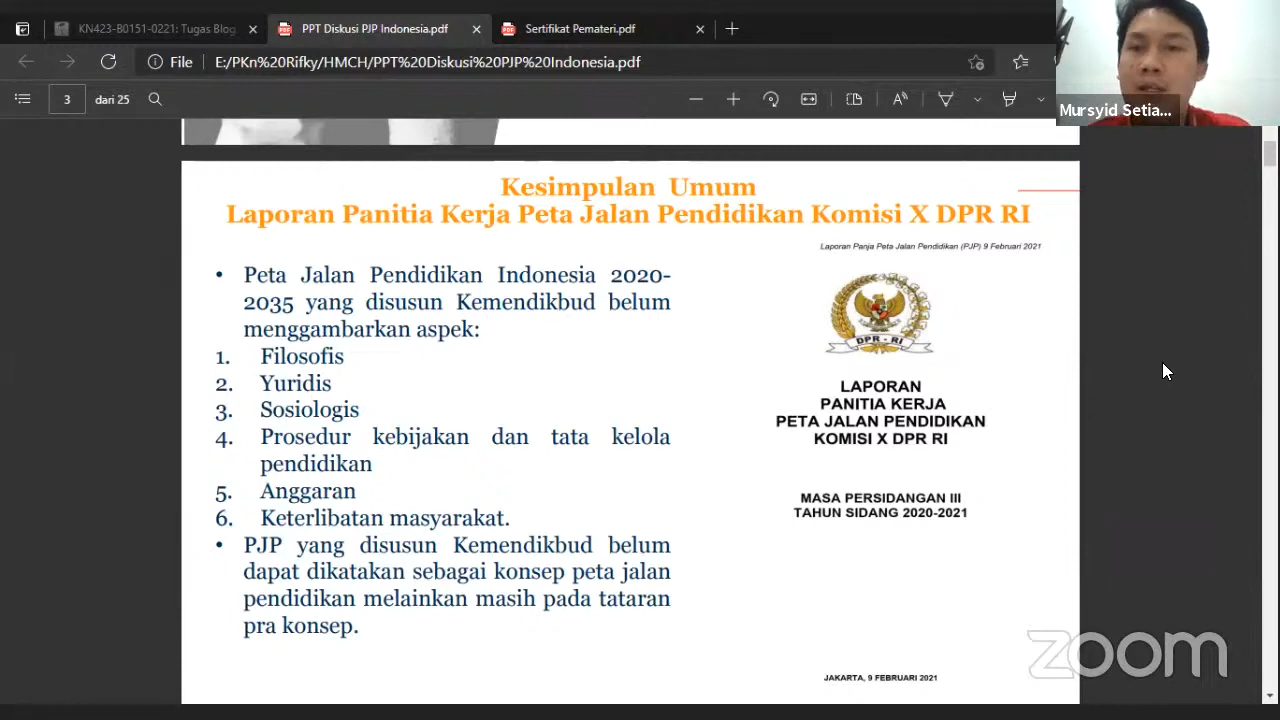 KN423-B0151-0221: Tugas Blog
PPT Diskusi PJP Indonesia.pdf
Sertifikat Pemateri.pdf
File
E:/PKn%20Rifky/HMCH/PPT%20Diskusi%20PJP%20Indonesia.pdf
3 dari 25
Mursyid Setia...
Kesimpulan Umum
Laporan Panitia Kerja Peta Jalan Pendidikan Komisi X DPR RI
Laporan Panja Peta Jalan Pendidikan (PJP) 9 Februari 2021
• Peta Jalan Pendidikan Indonesia 2020-
2035 yang disusun Kemendikbud belum
menggambarkan aspek:
1. Filosofis
2. Yuridis
3. Sosiologis
4. Prosedur kebijakan dan tata kelola
pendidikan
5. Anggaran
6. Keterlibatan masyarakat.
• PJP yang disusun Kemendikbud belum
dapat dikatakan sebagai konsep peta jalan
pendidikan melainkan masih pada tataran
pra konsep.
DPR - RI
LAPORAN
PANITIA KERJA
PETA JALAN PENDIDIKAN
KOMISI X DPR RI
MASA PERSIDANGAN III
TAHUN SIDANG 2020-2021
JAKARTA, 9 FEBRUARI 2021
zoom